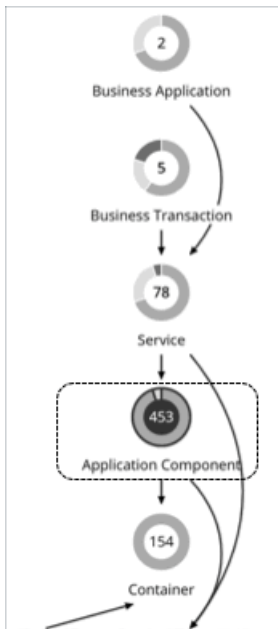 2
Business Application
5
Business Transaction
78
Service
453
Application Component
154
Container